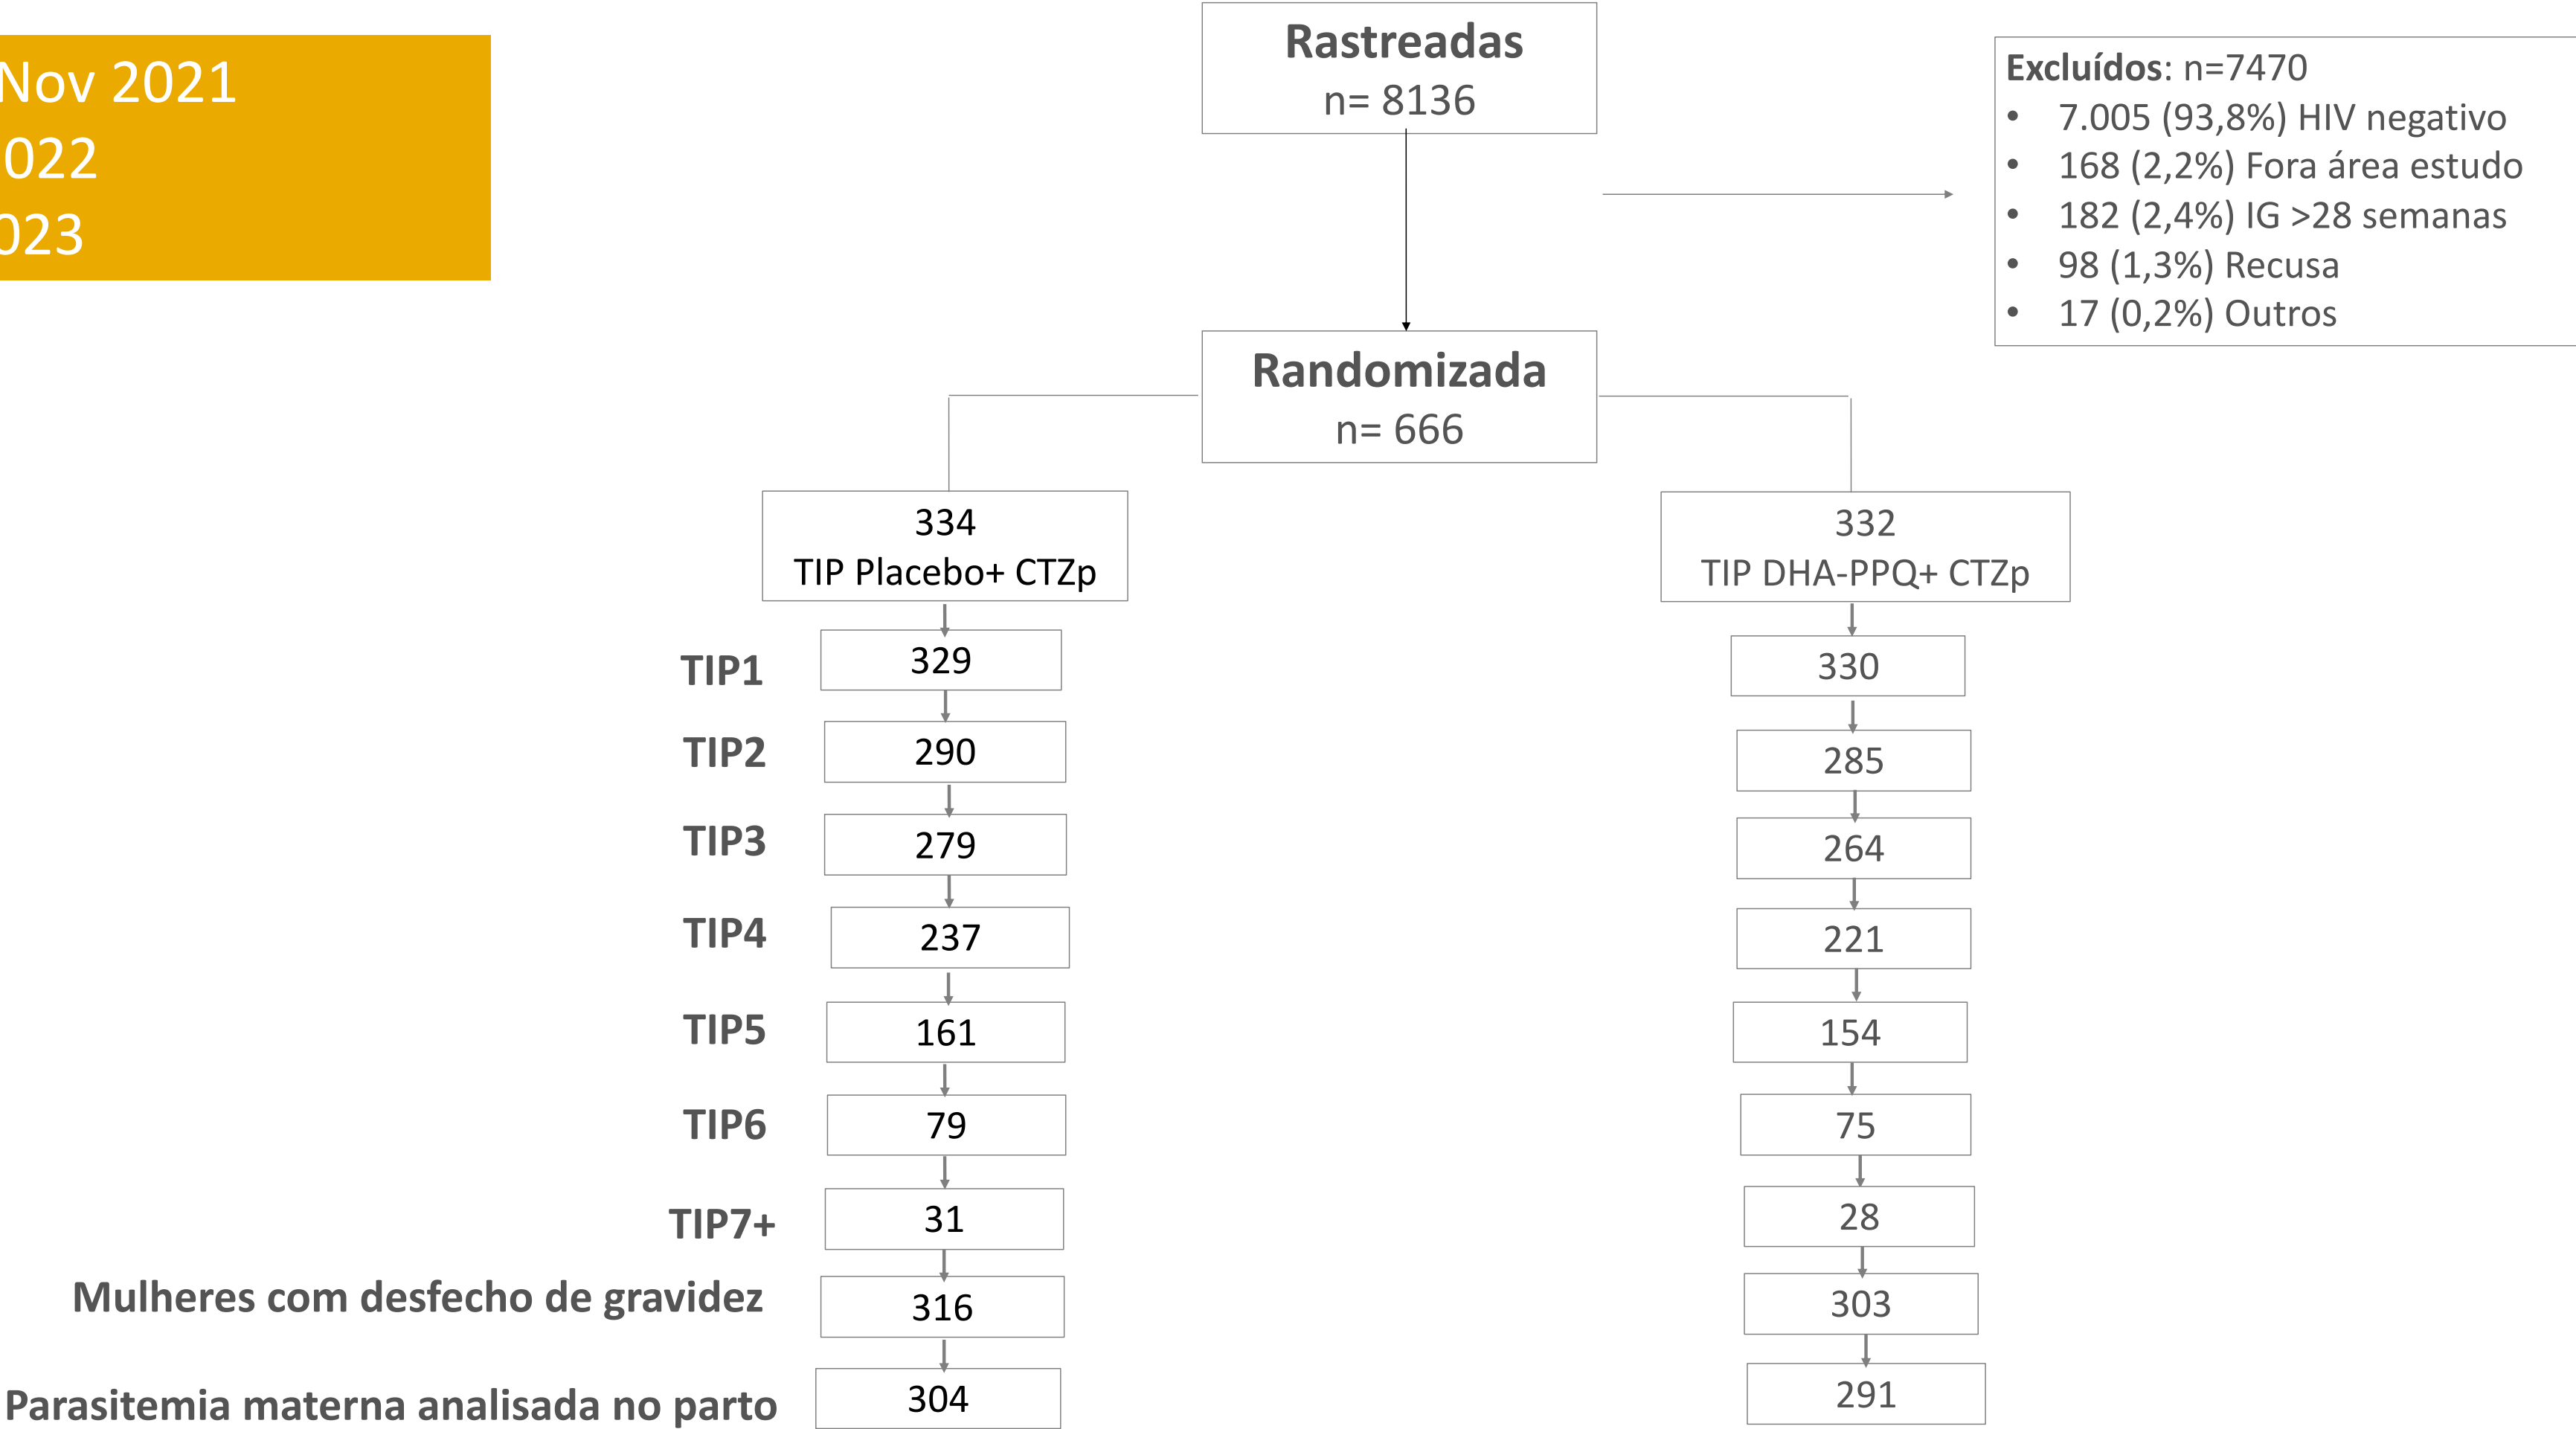 Nov 2021
022
023
Rastreadas
n= 8136
Excluídos: n=7470
• 7.005 (93,8%) HIV negativo
• 168 (2,2%) Fora área estudo
• 182 (2,4%) IG >28 semanas
• 98 (1,3%) Recusa
• 17 (0,2%) Outros
Randomizada
n= 666
334
TIP Placebo+ CTZp
332
TIP DHA-PPQ+ CTZp
TIP1
329
330
TIP2
290
285
TIP3
279
264
TIP4
237
221
TIP5
161
154
TIP6
79
75
TIP7+
31
28
Mulheres com desfecho de gravidez
316
303
Parasitemia materna analisada no parto
304
291